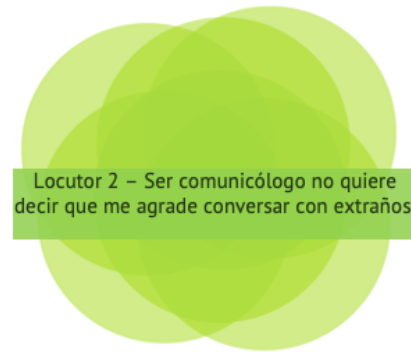 Locutor 2 – Ser comunicólogo no quiere
decir que me agrade conversar con extraños